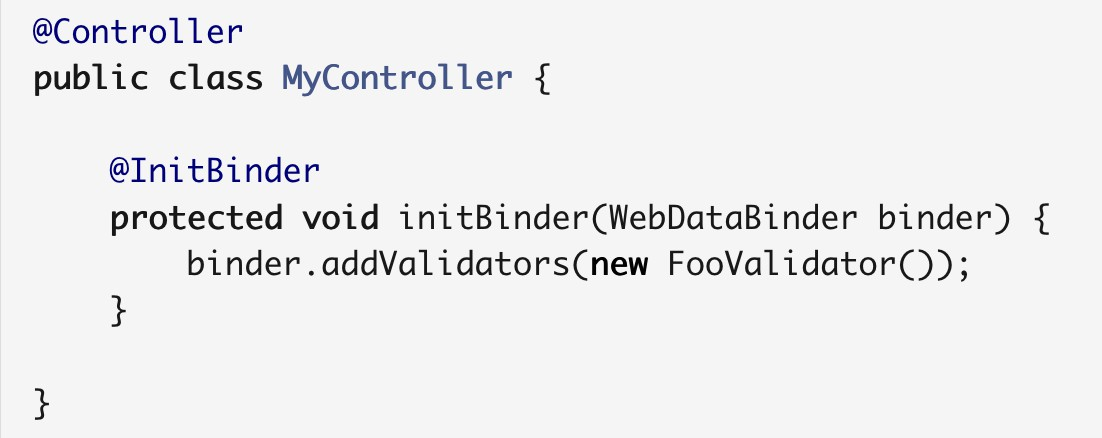 @Controller
public class MyController {
@InitBinder
protected void initBinder(WebDataBinder binder) {
binder.addValidators(new FooValidator());
}
}